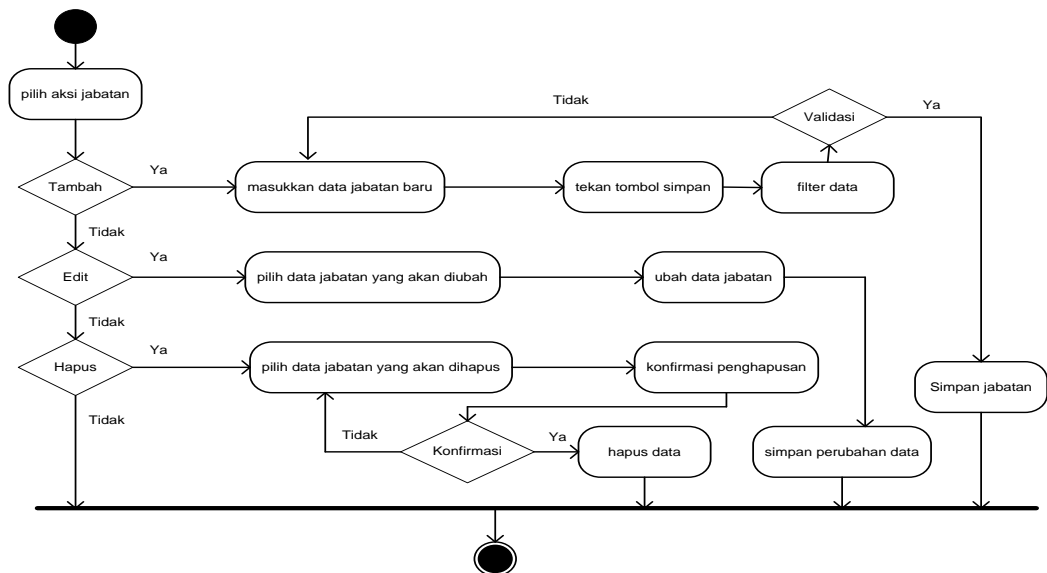 pilih aksi jabatan
Tidak
Validasi
Ya
Tambah
Ya
masukkan data jabatan baru
tekan tombol simpan
filter data
Tidak
Edit
Ya
pilih data jabatan yang akan diubah
ubah data jabatan
Tidak
Hapus
Ya
pilih data jabatan yang akan dihapus
konfirmasi penghapusan
Simpan jabatan
Tidak
Tidak
Konfirmasi
Ya
hapus data
simpan perubahan data